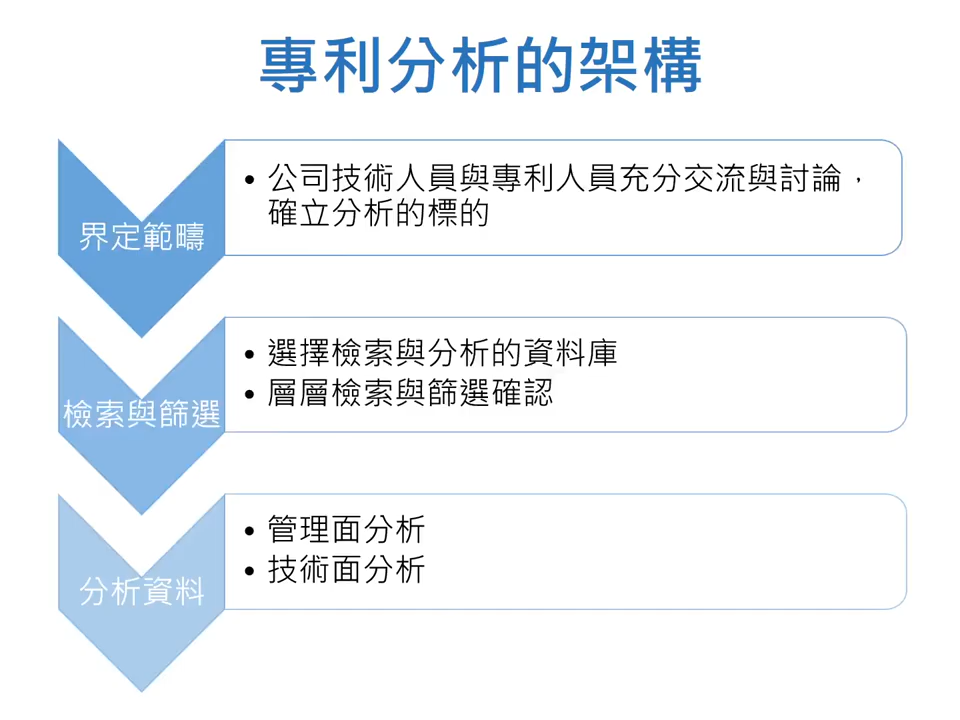 專利分析的架構
界定範疇
• 公司技術人員與專利人員充分交流與討論，
確立分析的標的
檢索與篩選
• 選擇檢索與分析的資料庫
• 層層檢索與篩選確認
分析資料
• 管理面分析
• 技術面分析